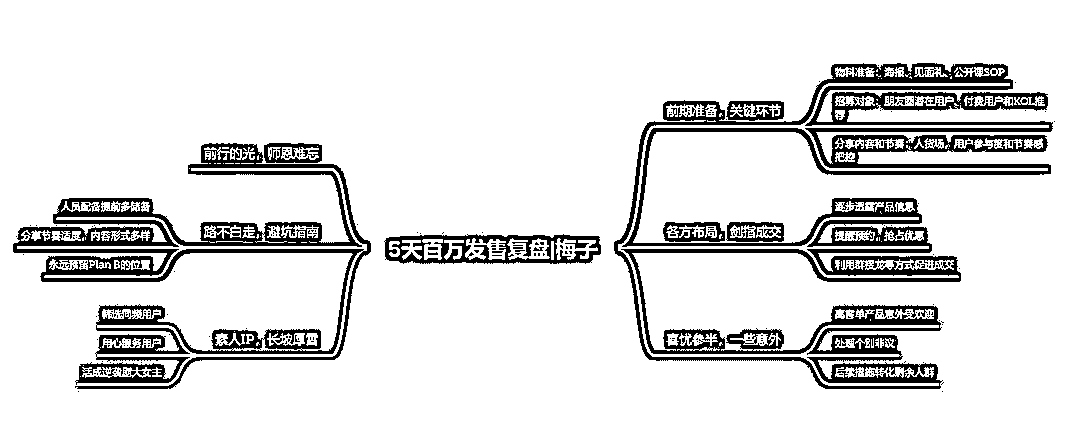 5天百万发售复盘|梅子
前期准备，关键环节
物料准备：海报、见面礼、公开课SOP
招募对象：朋友圈潜在用户、付费用户和KOL推
荐
分享内容和节奏：人货场，用户参与度和节奏感
把控
各方布局，剑指成交
逐步透露产品信息
提醒预约，抢占优惠
利用群接龙等方式促进成交
喜忧参半，一些意外
高客单产品意外受欢迎
处理个别非议
后续措施转化剩余人群
前行的光，师恩难忘
路不白走，避坑指南
人员配备提前多储备
分享节奏适度，内容形式多样
永远预留Plan B的位置
素人IP，长坡厚雪
筛选同频用户
用心服务用户
活成逆袭型大女主